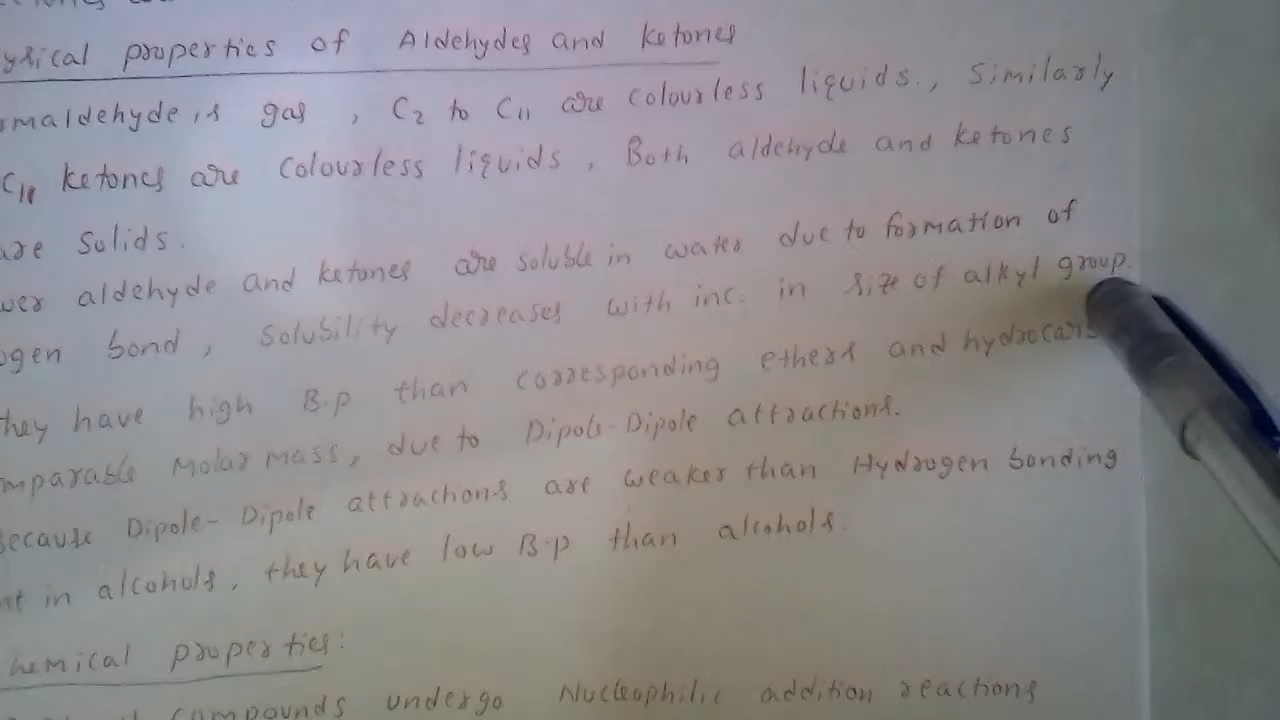 ysical properties of Aldehydes and ketones
rmaldehyde is gas , C2 to C11 are colourless liquids., Similarly
C11 ketones are colourless liquids, Both aldehyde and ketones
are solids.
wer aldehyde and ketones are soluble in water due to formation of
ogen bond, solubility decreases with inc. in size of alkyl group.
they have high B.p than corresponding ethers and hydrocar
mparable Molar mass, due to Dipole-Dipole attractions.
Because Dipole-Dipole attractions are weaker than Hydrogen bonding
nt in alcohols, they have low B.p than alcohols.
hemical properties:
compounds undergo Nucleophilic addition reactions